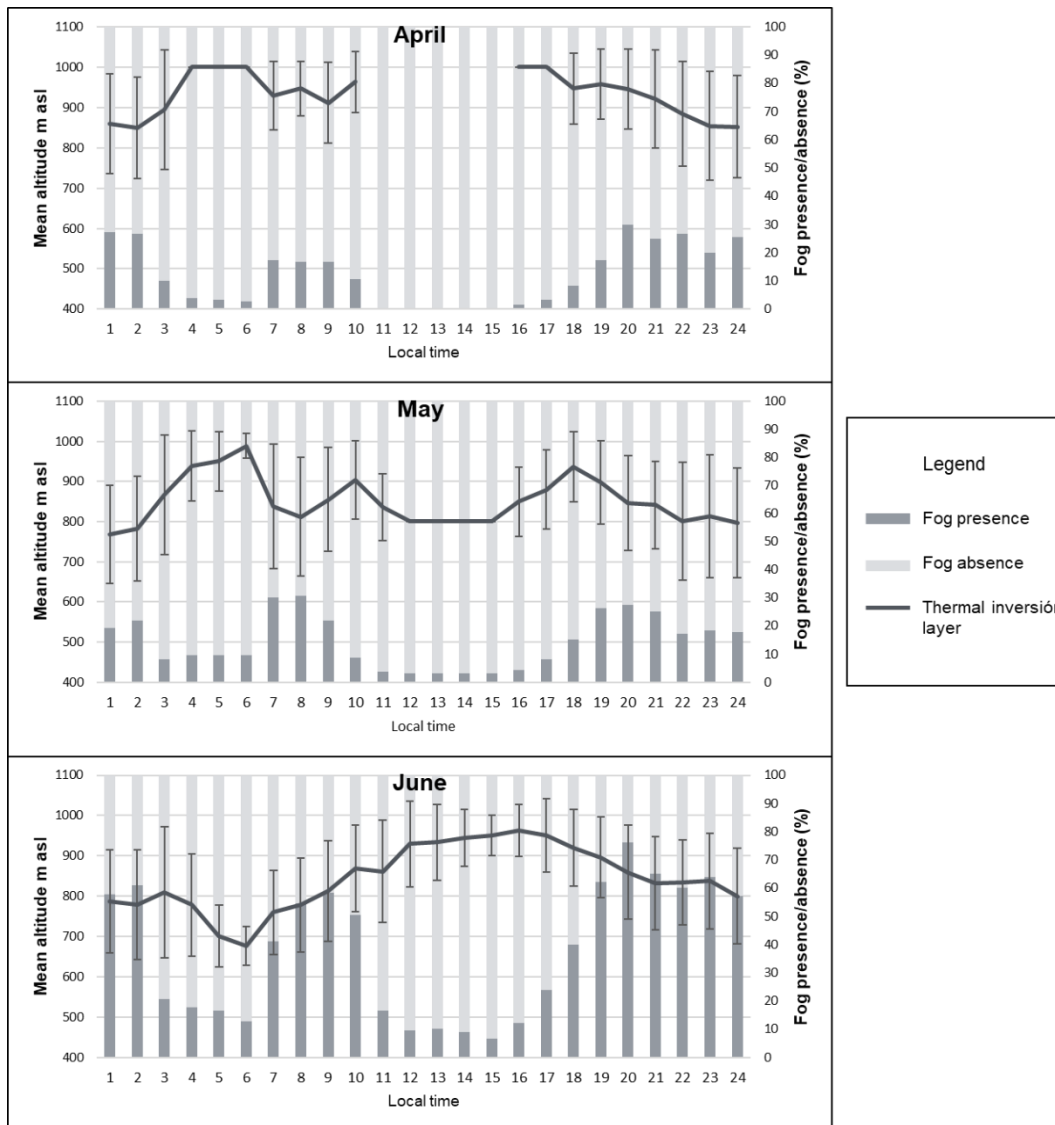 April
Mean altitude m asl
1100
1000
900
800
700
600
500
400
100
90
80
70
60
50
40
30
20
10
0
Fog presence/absence (%)
1 2 3 4 5 6 7 8 9 10 11 12 13 14 15 16 17 18 19 20 21 22 23 24
Local time
May
Mean altitude m asl
1100
1000
900
800
700
600
500
400
100
90
80
70
60
50
40
30
20
10
0
Fog presence/absence (%)
1 2 3 4 5 6 7 8 9 10 11 12 13 14 15 16 17 18 19 20 21 22 23 24
Local time
June
Mean altitude m asl
1100
1000
900
800
700
600
500
400
100
90
80
70
60
50
40
30
20
10
0
Fog presence/absence (%)
1 2 3 4 5 6 7 8 9 10 11 12 13 14 15 16 17 18 19 20 21 22 23 24
Local time
Legend
Fog presence
Fog absence
Thermal inversión
layer